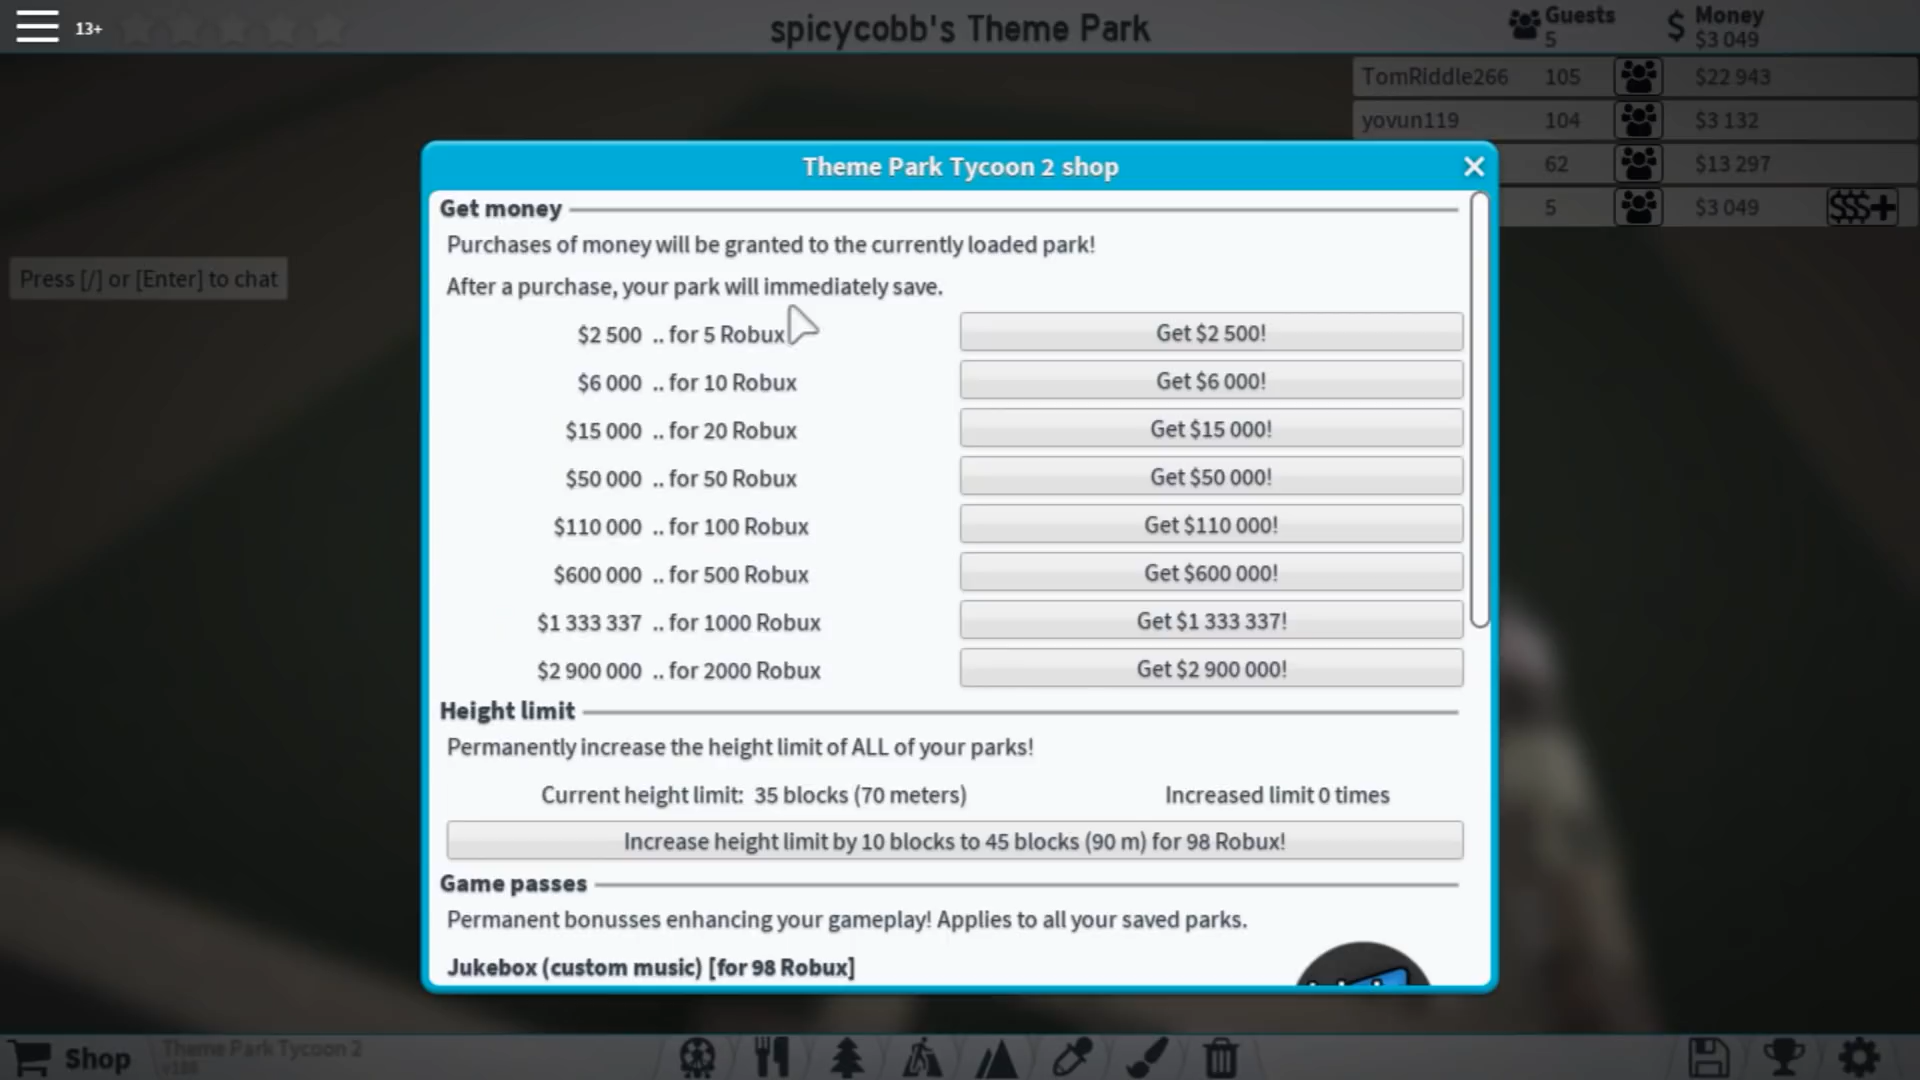 13+
spicycobb's Theme Park
Guests
5
Money
$3 049
TomRiddle266 105 $22 943
yovun119 104 $3 132
62 $13 297
5 $3 049 $$$+
Theme Park Tycoon 2 shop
Get money
Purchases of money will be granted to the currently loaded park!
After a purchase, your park will immediately save.
Press [/] or [Enter] to chat
$2 500 .. for 5 Robux Get $2 500!
$6 000 .. for 10 Robux Get $6 000!
$15 000 .. for 20 Robux Get $15 000!
$50 000 .. for 50 Robux Get $50 000!
$110 000 .. for 100 Robux Get $110 000!
$600 000 .. for 500 Robux Get $600 000!
$1 333 337 .. for 1000 Robux Get $1 333 337!
$2 900 000 .. for 2000 Robux Get $2 900 000!
Height limit
Permanently increase the height limit of ALL of your parks!
Current height limit: 35 blocks (70 meters) Increased limit 0 times
Increase height limit by 10 blocks to 45 blocks (90 m) for 98 Robux!
Game passes
Permanent bonusses enhancing your gameplay! Applies to all your saved parks.
Jukebox (custom music) [for 98 Robux]
Shop
Theme Park Tycoon 2